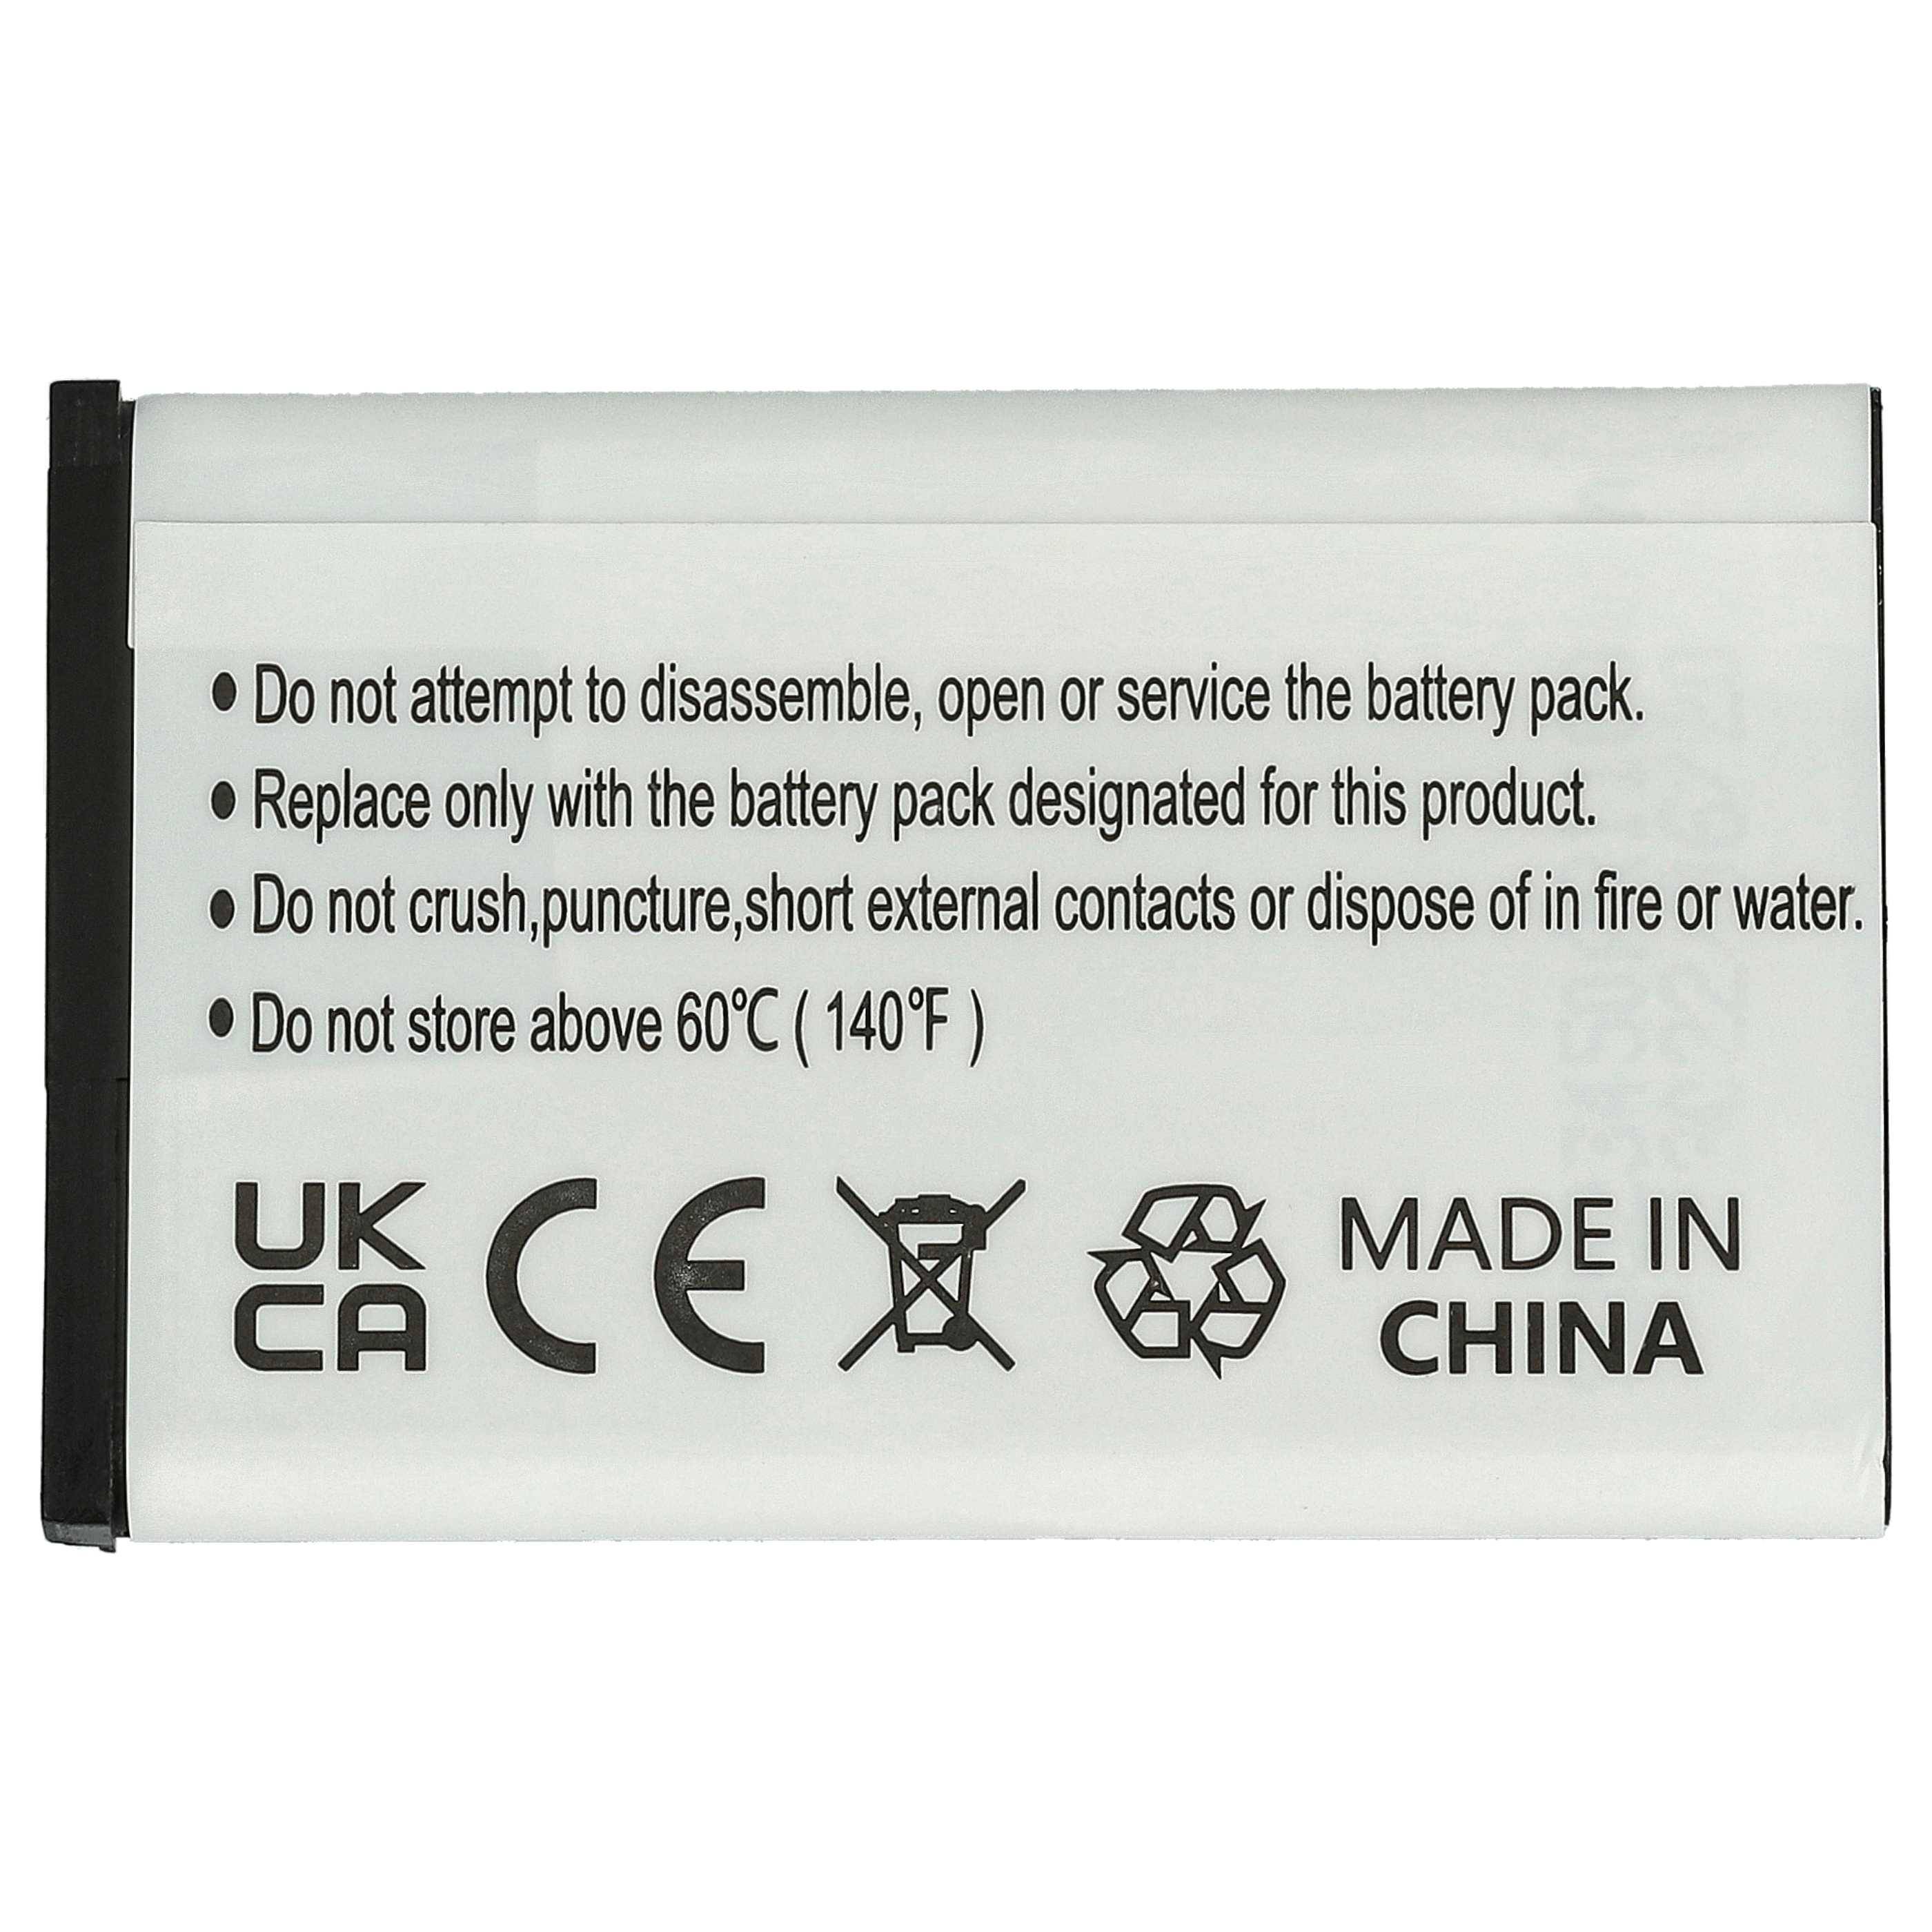 ● Do not attempt to disassemble, open or service the battery pack.
● Replace only with the battery pack designated for this product.
● Do not crush,puncture,short external contacts or dispose of in fire or water.
● Do not store above 60℃ ( 140℉ )
UK
CA
CE
MADE IN
CHINA